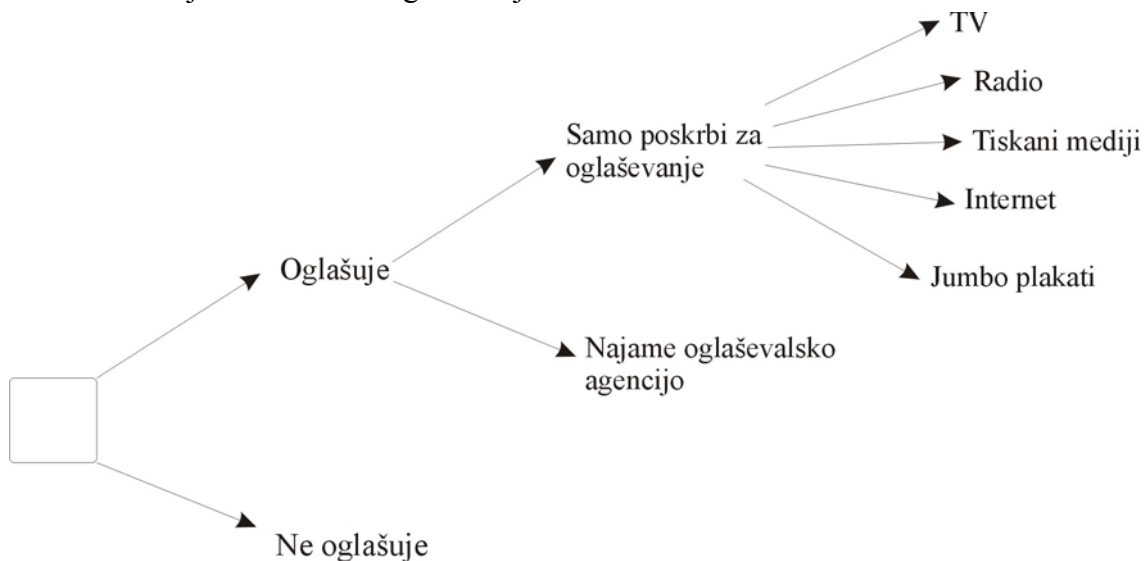 TV
Radio
Samo poskrbi za
oglaševanje
Tiskani mediji
Internet
Oglašuje
Jumbo plakati
Najame oglaševalsko
agencijo
Ne oglašuje